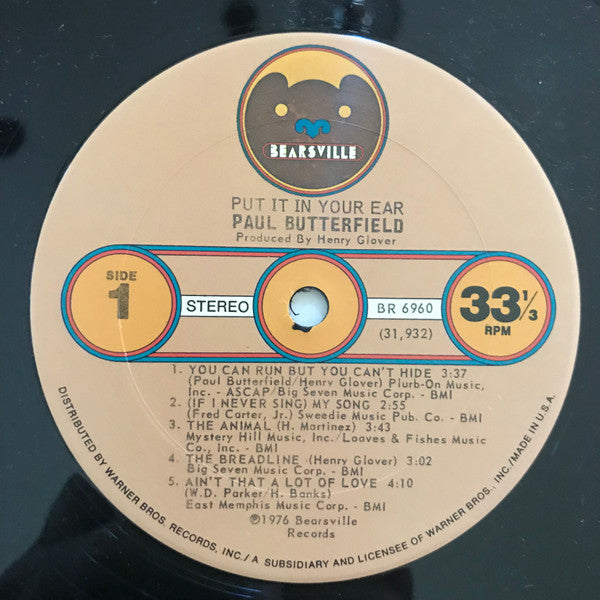 BEARSVILLE
PUT IT IN YOUR EAR
PAUL BUTTERFIELD
Produced By Henry Glover
SIDE
1
STEREO
BR 6960
(31,932)
33 1/3
RPM
1. YOU CAN RUN BUT YOU CAN'T HIDE 3:37
(Paul Butterfield/Henry Glover) Plurb-On Music,
Inc. - ASCAP/Big Seven Music Corp. - BMI
2. (IF I NEVER SING) MY SONG 2:55
(Fred Carter, Jr.) Sweedie Music Pub. Co. - BMI
3. THE ANIMAL (H. Martinez) 3:43
Mystery Hill Music, Inc./Loaves & Fishes Music
Co., Inc. - BMI
4. THE BREADLINE (Henry Glover) 3:02
Big Seven Music Corp. - BMI
5. AIN'T THAT A LOT OF LOVE 4:10
(W.D. Parker/H. Banks)
East Memphis Music Corp. - BMI
℗1976 Bearsville
Records
DISTRIBUTED BY WARNER BROS. RECORDS, INC./A SUBSIDIARY AND LICENSEE OF WARNER BROS., INC./MADE IN U.S.A.